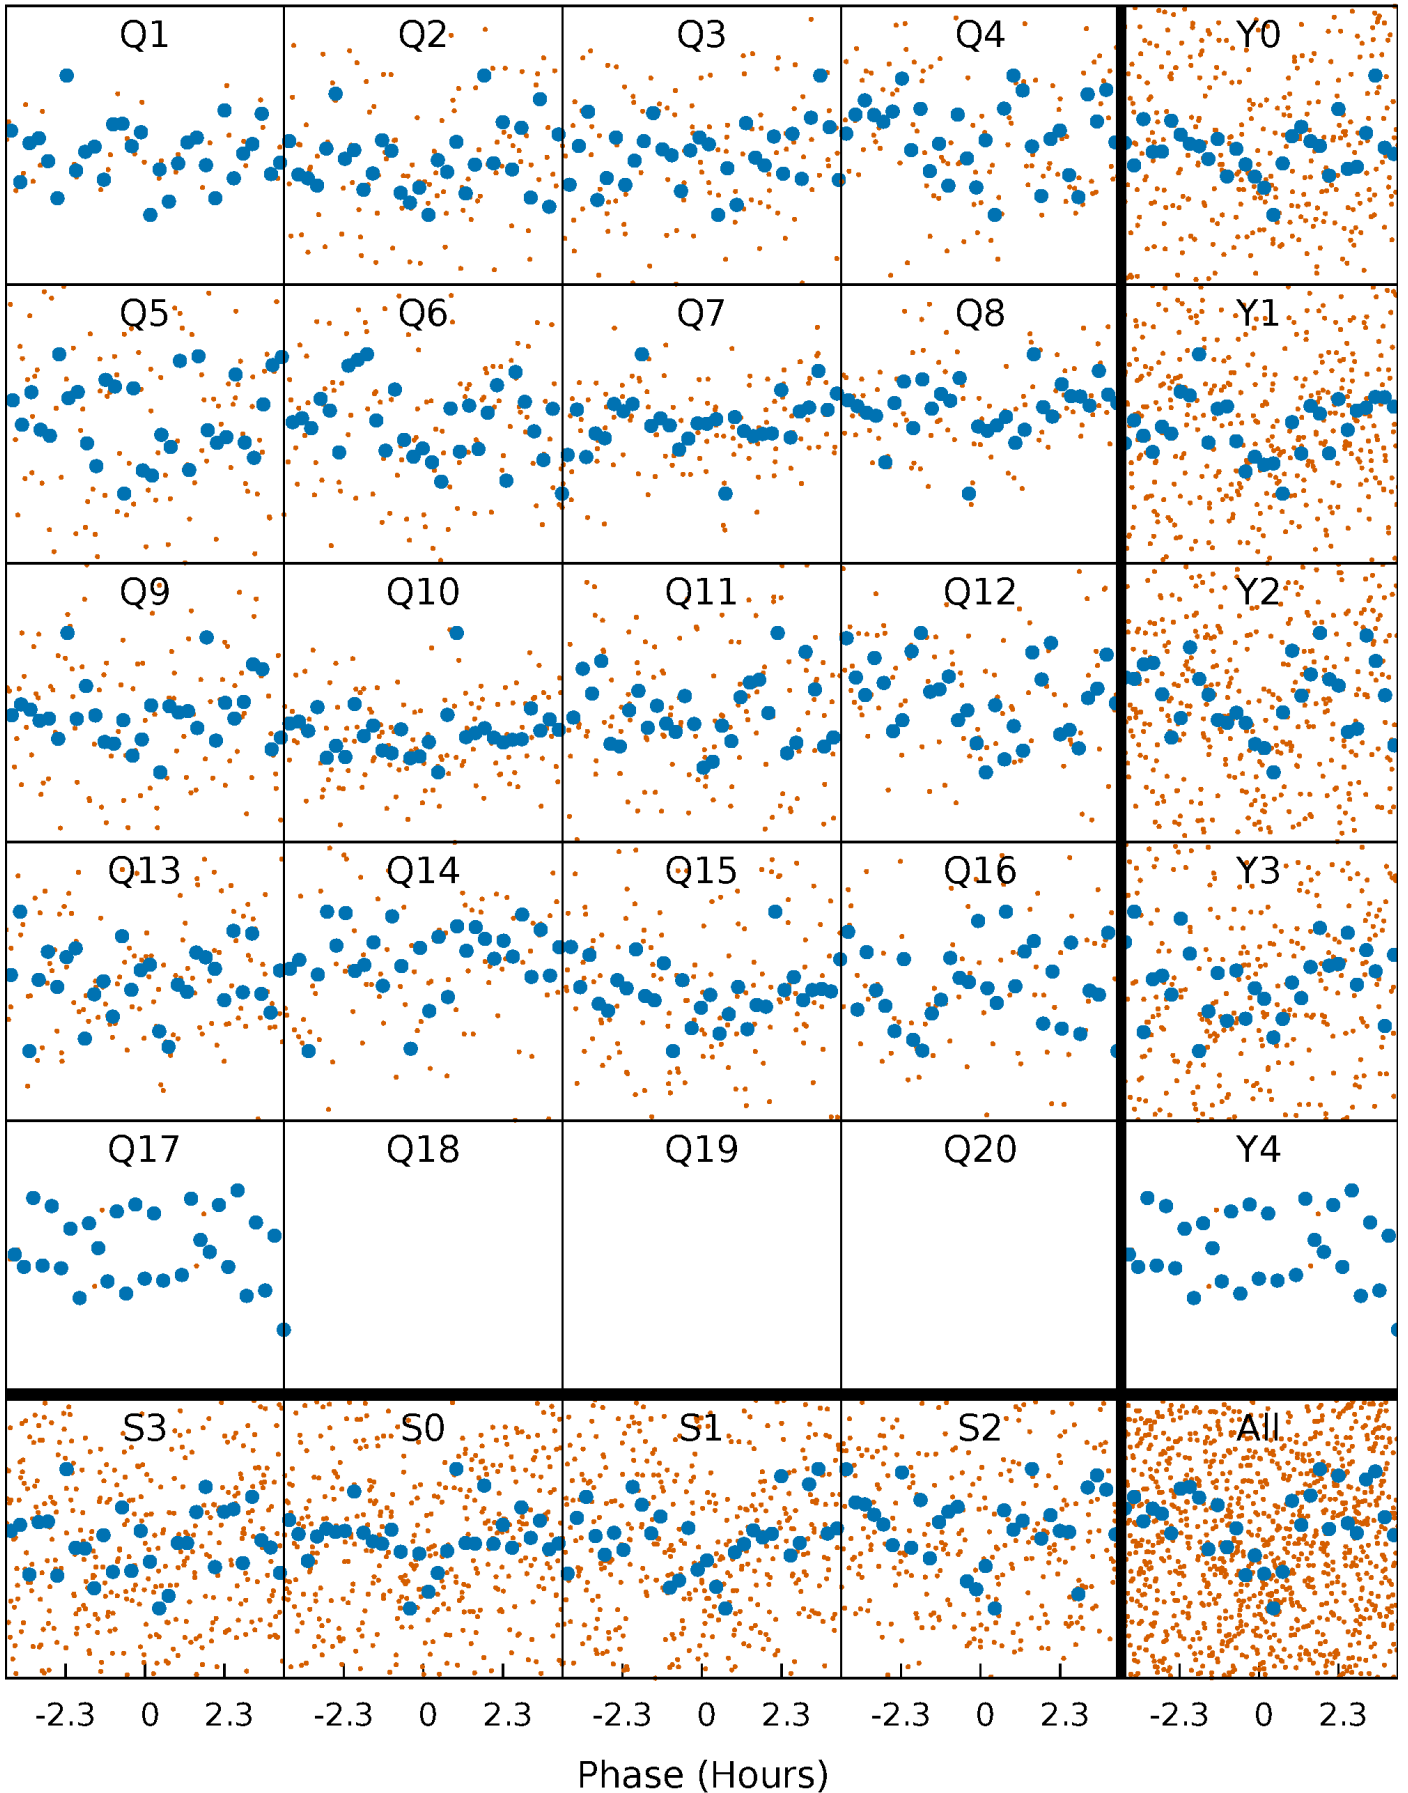 Q1 Q2 Q3 Q4 Y0
Q5 Q6 Q7 Q8 Y1
Q9 Q10 Q11 Q12 Y2
Q13 Q14 Q15 Q16 Y3
Q17 Q18 Q19 Q20 Y4
S3 S0 S1 S2 All
-2.3 0 2.3 -2.3 0 2.3 -2.3 0 2.3 -2.3 0 2.3 -2.3 0 2.3
Phase (Hours)